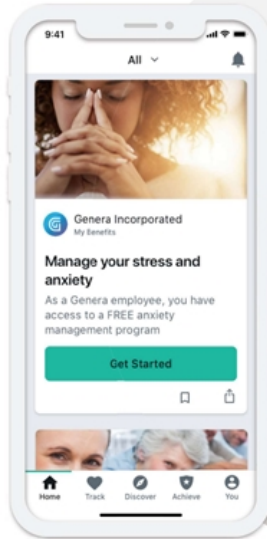 9:41
All
Genera Incorporated
My Benefits
Manage your stress and
anxiety
As a Genera employee, you have
access to a FREE anxiety
management program
Get Started
Home Track Discover Achieve You